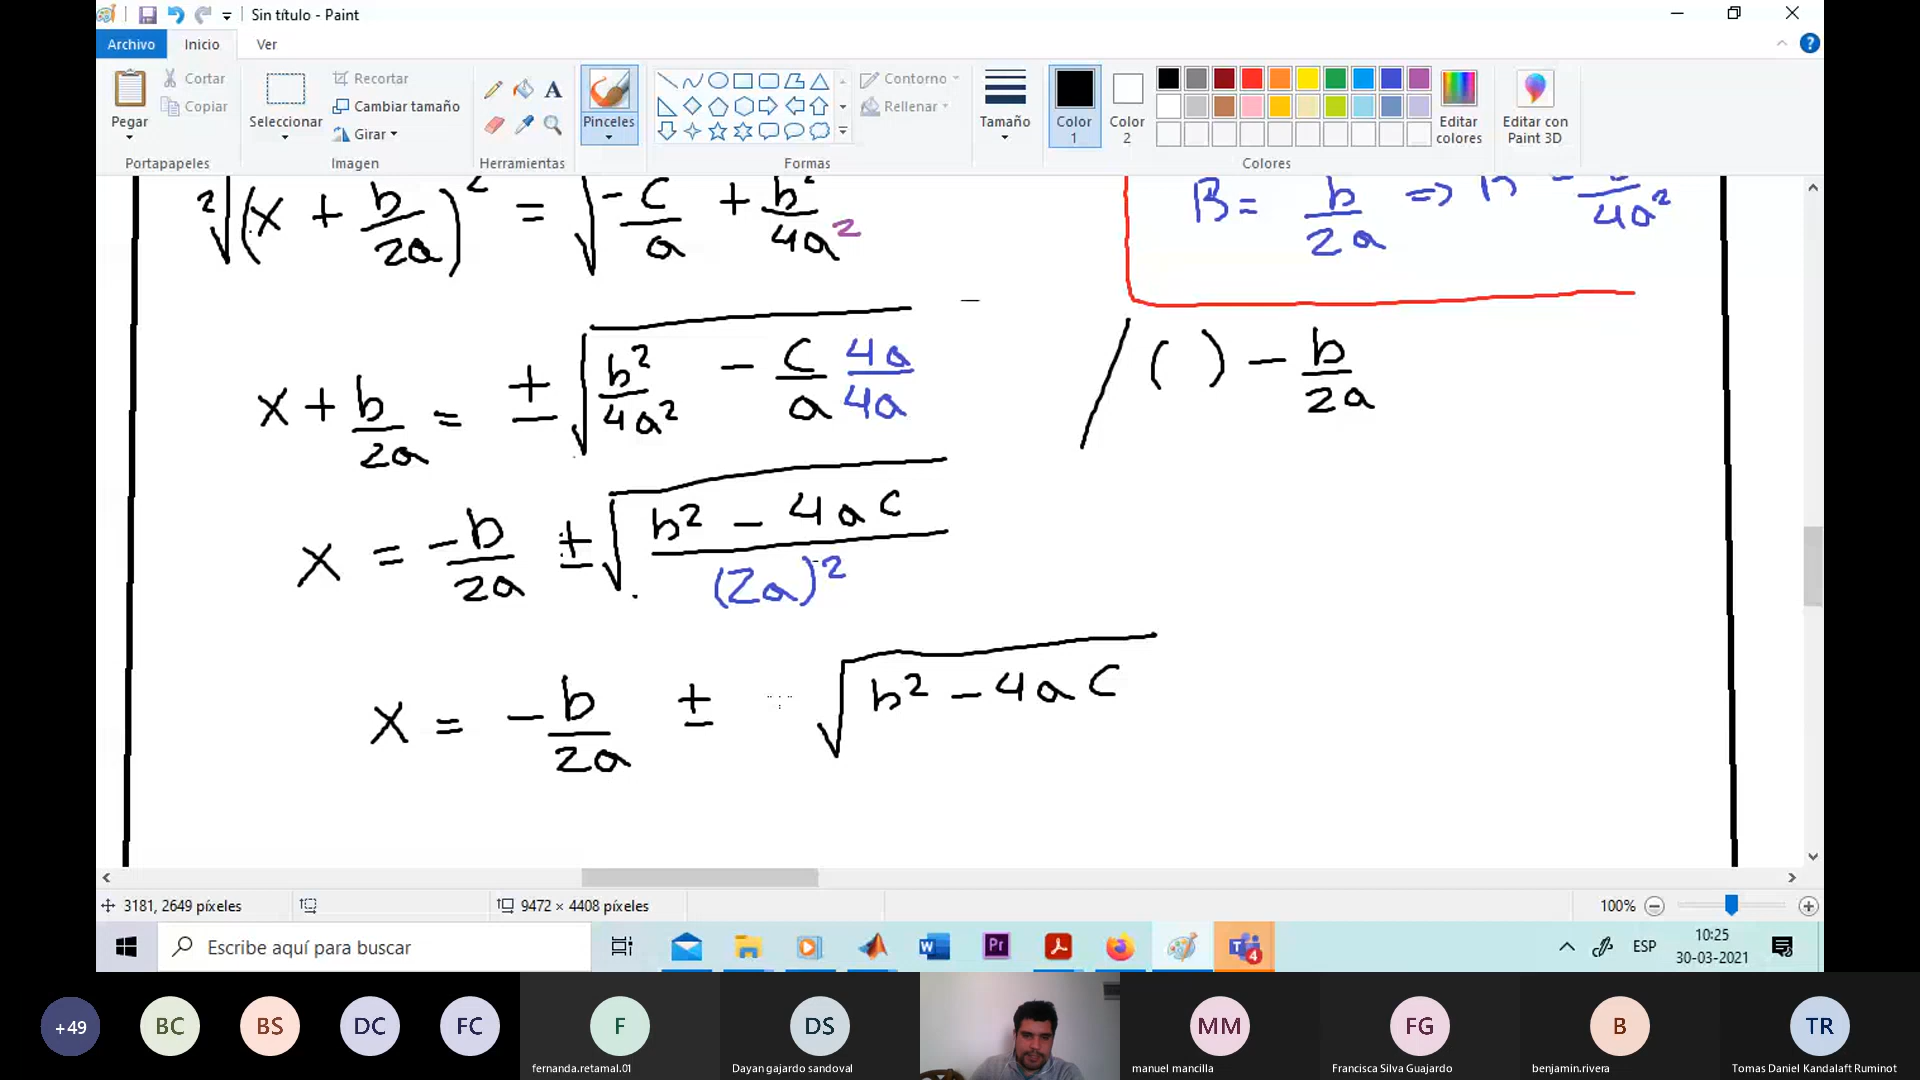 Sin título - Paint
Archivo Inicio Ver
Pegar Cortar Copiar Portapapeles
Seleccionar Recortar Cambiar tamaño Girar Imagen
A Herramientas
Pinceles
Contorno Rellenar Formas
Tamaño
Color 1 Color 2 Editar colores Colores
Editar con Paint 3D
²√(x + b/2a)² = √-c/a + b²/4a²
B = b/2a => 4a²
x + b/2a = ± √b²/4a² - c/a 4a/4a
/ ( ) - b/2a
x = -b/2a ± √b² - 4ac/(2a)²
x = -b/2a ± √b² - 4ac
3181, 2649 píxeles 9472 × 4408 píxeles 100%
Escribe aquí para buscar W Pr 4 ESP 10:25 30-03-2021
+49 BC BS DC FC F DS MM FG B TR
fernanda.retamal.01 Dayan gajardo sandoval manuel mancilla Francisca Silva Guajardo benjamin.rivera Tomas Daniel Kandalaft Ruminot